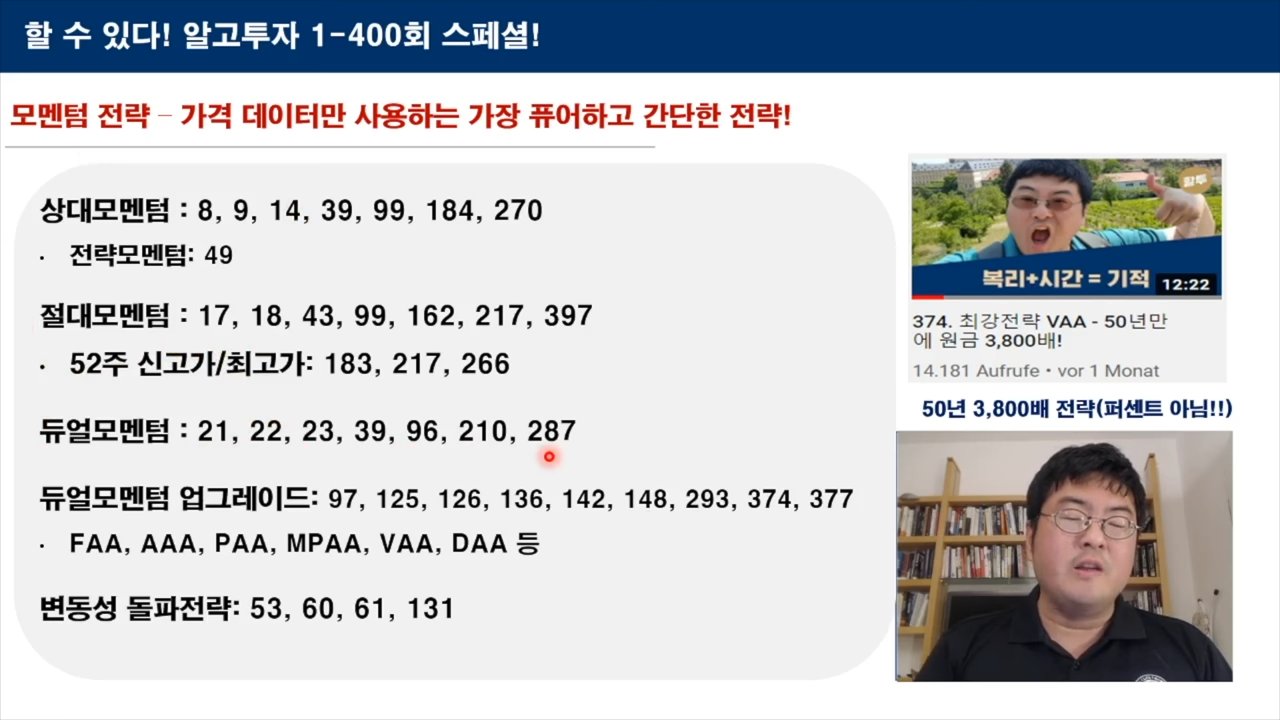 할 수 있다! 알고투자 1-400회 스페셜!
모멘텀 전략 – 가격 데이터만 사용하는 가장 퓨어하고 간단한 전략!
상대모멘텀 : 8, 9, 14, 39, 99, 184, 270
· 전략모멘텀: 49
절대모멘텀 : 17, 18, 43, 99, 162, 217, 397
· 52주 신고가/최고가: 183, 217, 266
듀얼모멘텀 : 21, 22, 23, 39, 96, 210, 287
듀얼모멘텀 업그레이드: 97, 125, 126, 136, 142, 148, 293, 374, 377
· FAA, AAA, PAA, MPAA, VAA, DAA 등
변동성 돌파전략: 53, 60, 61, 131
할투
복리+시간 = 기적
12:22
374. 최강전략 VAA - 50년만
에 원금 3,800배!
14.181 Aufrufe • vor 1 Monat
50년 3,800배 전략(퍼센트 아님!!)